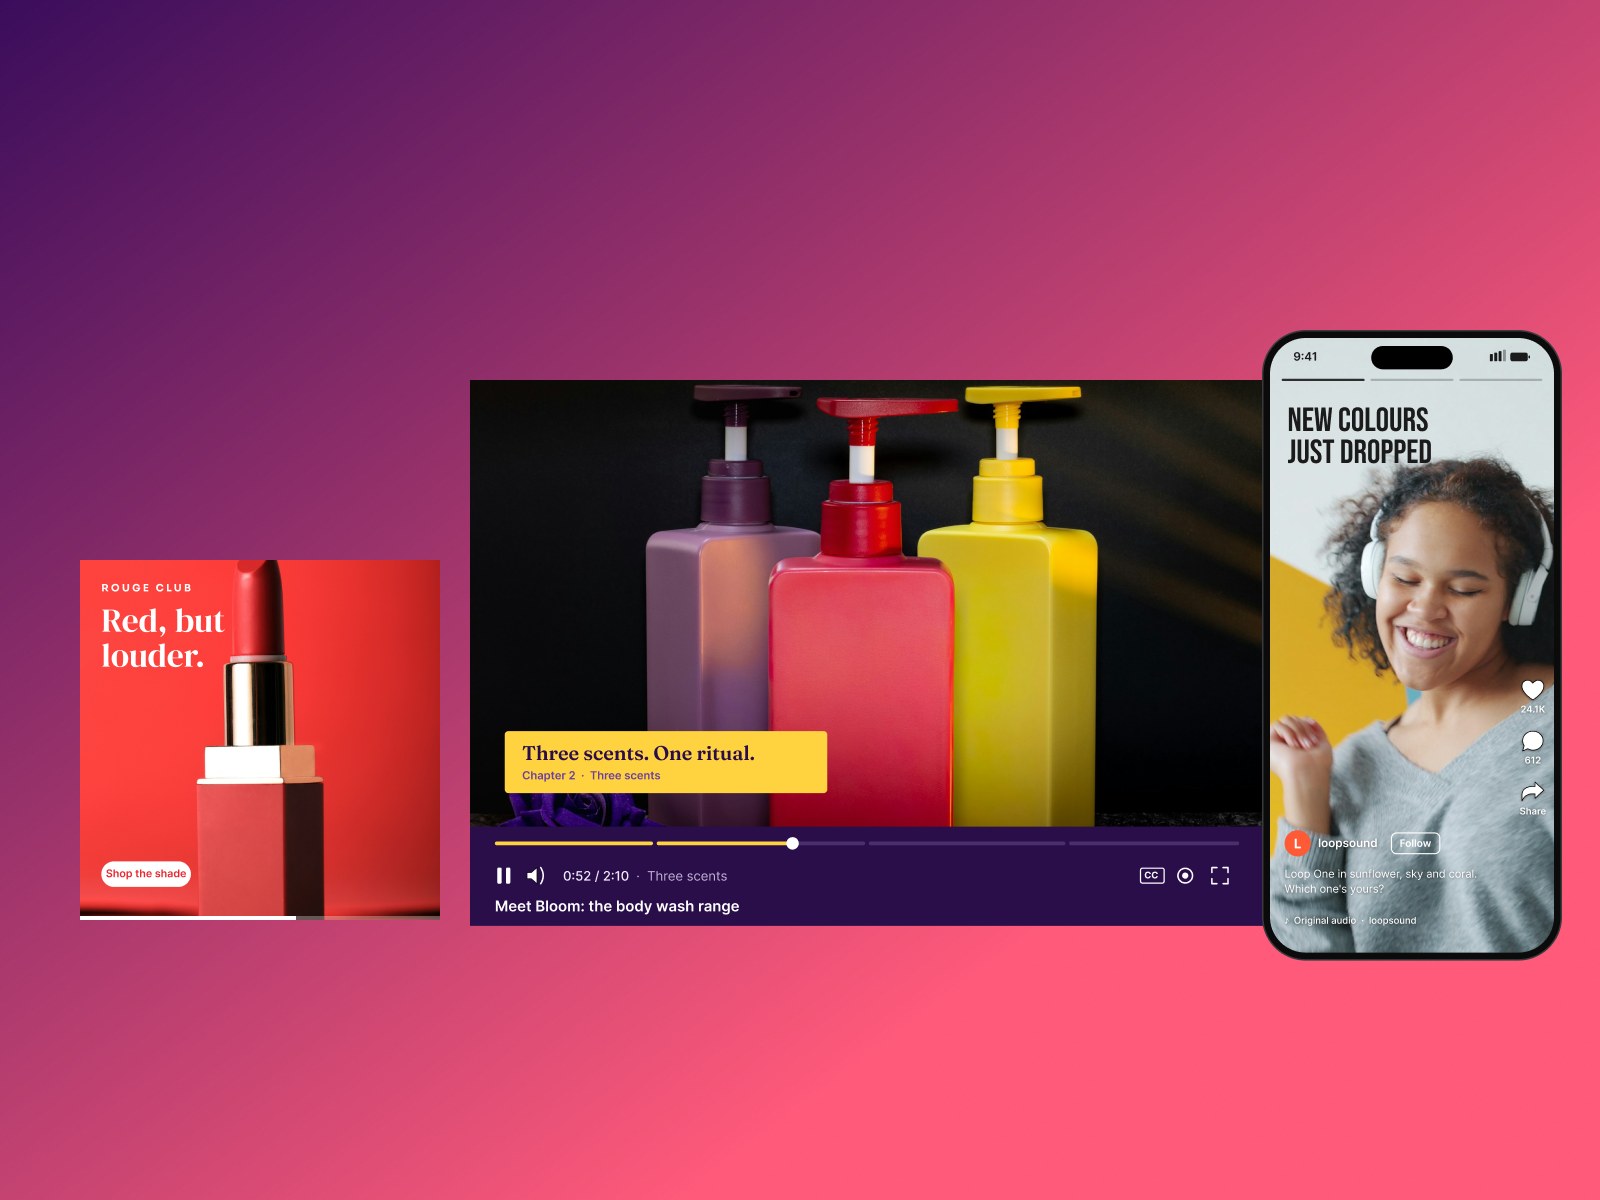 ROUGE CLUB
Red, but
louder.
Shop the shade
Three scents. One ritual.
Chapter 2 · Three scents
0:52 / 2:10 · Three scents
CC
Meet Bloom: the body wash range
9:41
NEW COLOURS
JUST DROPPED
24.1K
612
Share
L loopsound Follow
Loop One in sunflower, sky and coral.
Which one's yours?
♪ Original audio · loopsound